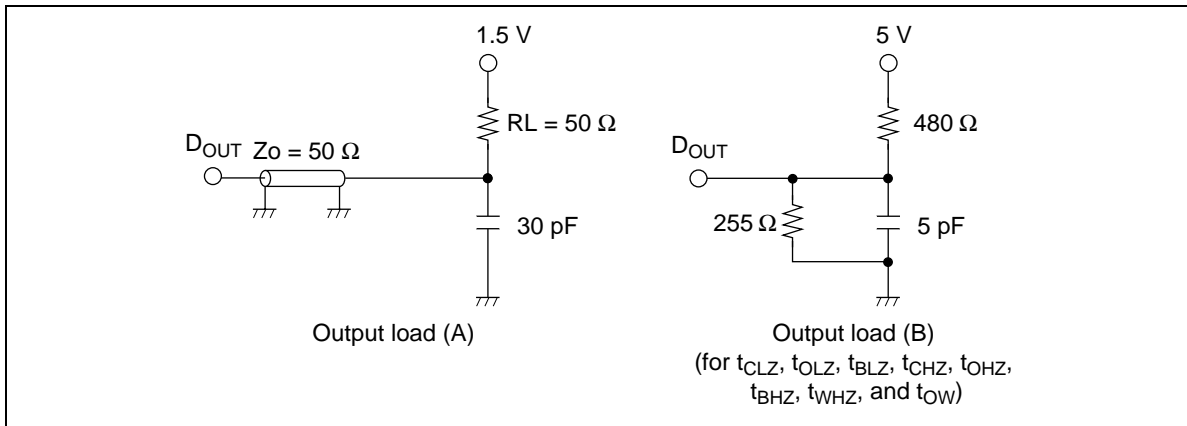 1.5 V
RL = 50 Ω
DOUT
Zo = 50 Ω
30 pF
Output load (A)
5 V
480 Ω
DOUT
255 Ω
5 pF
Output load (B)
(for tCLZ, tOLZ, tBLZ, tCHZ, tOHZ,
tBHZ, tWHZ, and tOW)